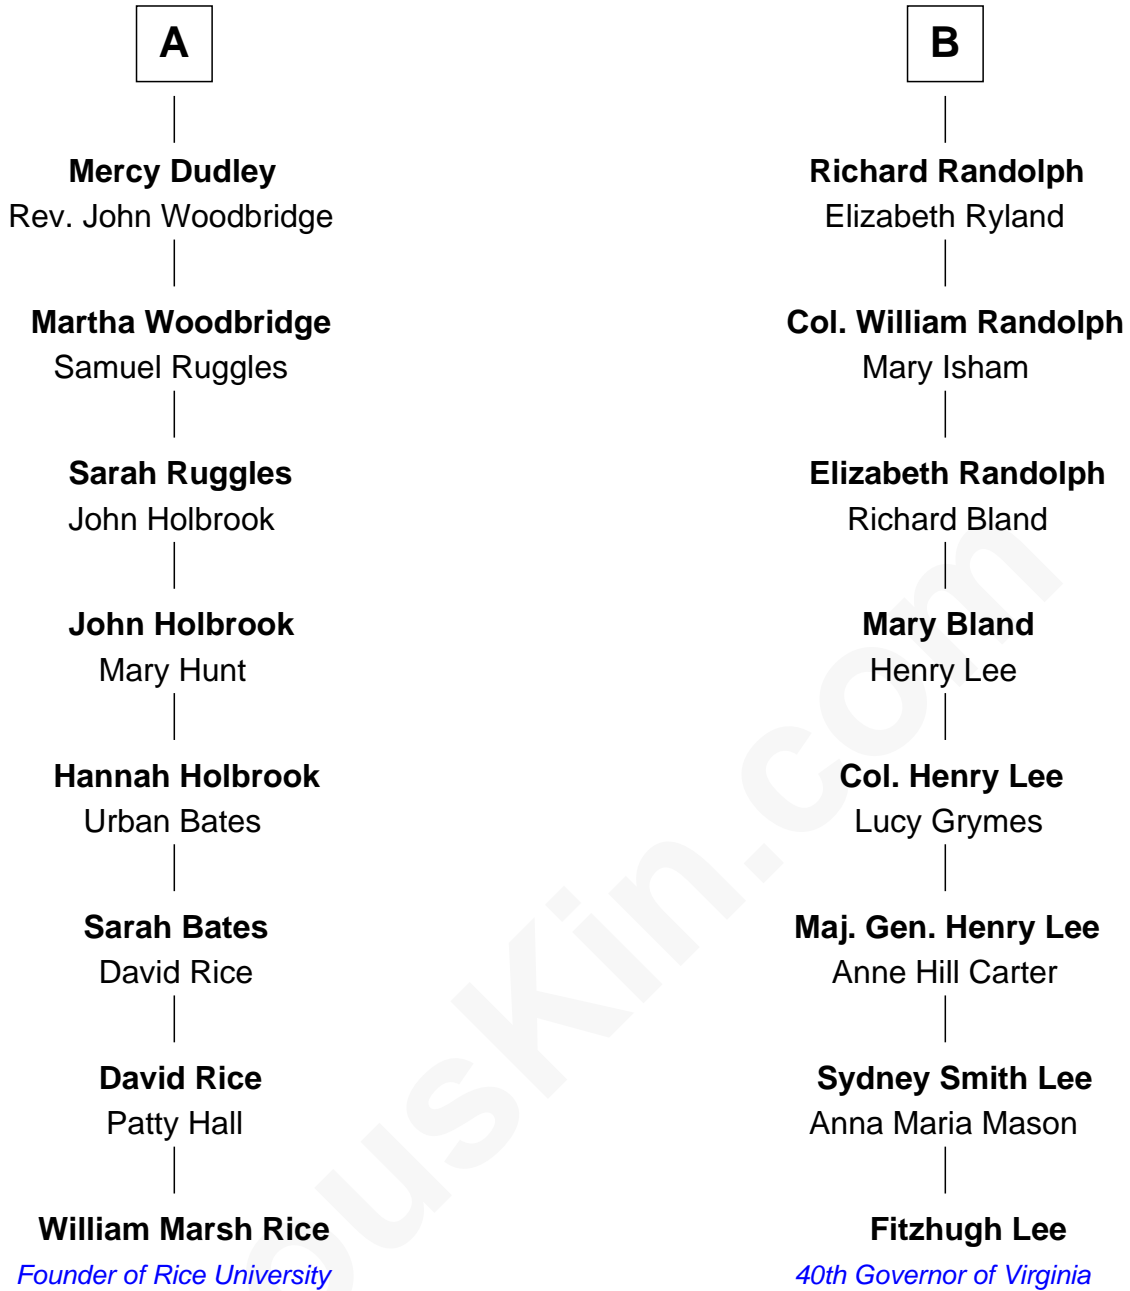 A
Mercy Dudley
Rev. John Woodbridge
Martha Woodbridge
Samuel Ruggles
Sarah Ruggles
John Holbrook
John Holbrook
Mary Hunt
Hannah Holbrook
Urban Bates
Sarah Bates
David Rice
David Rice
Patty Hall
William Marsh Rice
Founder of Rice University
B
Richard Randolph
Elizabeth Ryland
Col. William Randolph
Mary Isham
Elizabeth Randolph
Richard Bland
Mary Bland
Henry Lee
Col. Henry Lee
Lucy Grymes
Maj. Gen. Henry Lee
Anne Hill Carter
Sydney Smith Lee
Anna Maria Mason
Fitzhugh Lee
40th Governor of Virginia
ousKin.com